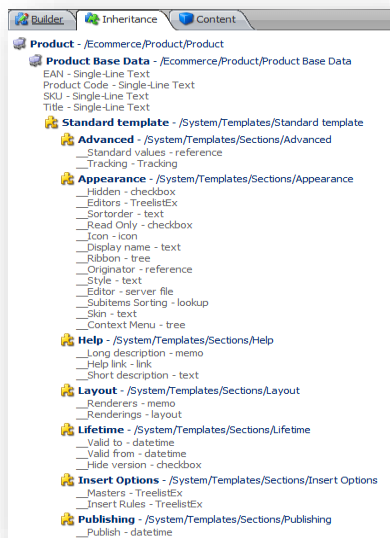 Builder Inheritance Content
Product - /Ecommerce/Product/Product
Product Base Data - /Ecommerce/Product/Product Base Data
EAN - Single-Line Text
Product Code - Single-Line Text
SKU - Single-Line Text
Title - Single-Line Text
Standard template - /System/Templates/Standard template
Advanced - /System/Templates/Sections/Advanced
__Standard values - reference
__Tracking - Tracking
Appearance - /System/Templates/Sections/Appearance
__Hidden - checkbox
__Editors - TreelistEx
__Sortorder - text
__Read Only - checkbox
__Icon - icon
__Display name - text
__Ribbon - tree
__Originator - reference
__Style - text
__Editor - server file
__Subitems Sorting - lookup
__Skin - text
__Context Menu - tree
Help - /System/Templates/Sections/Help
__Long description - memo
__Help link - link
__Short description - text
Layout - /System/Templates/Sections/Layout
__Renderers - memo
__Renderings - layout
Lifetime - /System/Templates/Sections/Lifetime
__Valid to - datetime
__Valid from - datetime
__Hide version - checkbox
Insert Options - /System/Templates/Sections/Insert Options
__Masters - TreelistEx
__Insert Rules - TreelistEx
Publishing - /System/Templates/Sections/Publishing
__Publish - datetime